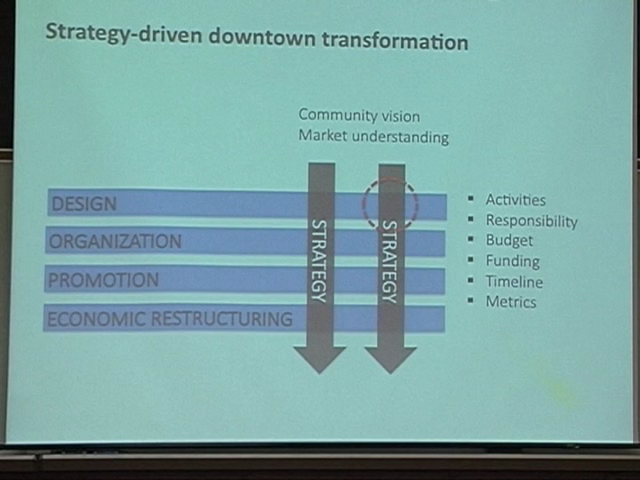 Strategy-driven downtown transformation
Community vision
Market understanding
DESIGN
ORGANIZATION
PROMOTION
ECONOMIC RESTRUCTURING
STRATEGY
STRATEGY
▪ Activities
▪ Responsibility
▪ Budget
▪ Funding
▪ Timeline
▪ Metrics